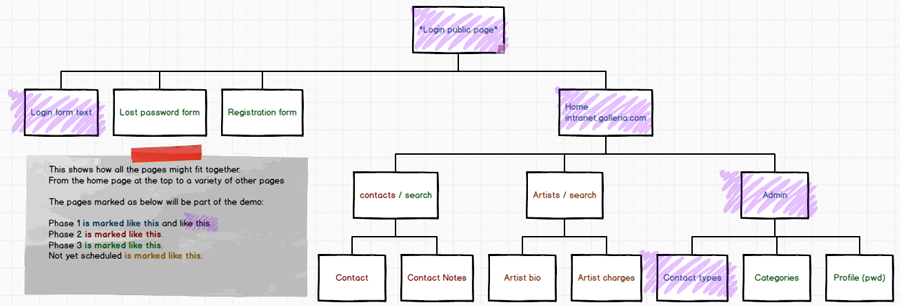 *Login public page*
Login form text
Lost password form
Registration form
Home
intranet.galleria.com
This shows how all the pages might fit together.
From the home page at the top to a variety of other pages
The pages marked as below will be part of the demo:
Phase 1 is marked like this and like this.
Phase 2 is marked like this.
Phase 3 is marked like this.
Not yet scheduled is marked like this.
contacts / search
Artists / search
Admin
Contact
Contact Notes
Artist bio
Artist charges
Contact types
Categories
Profile (pwd)